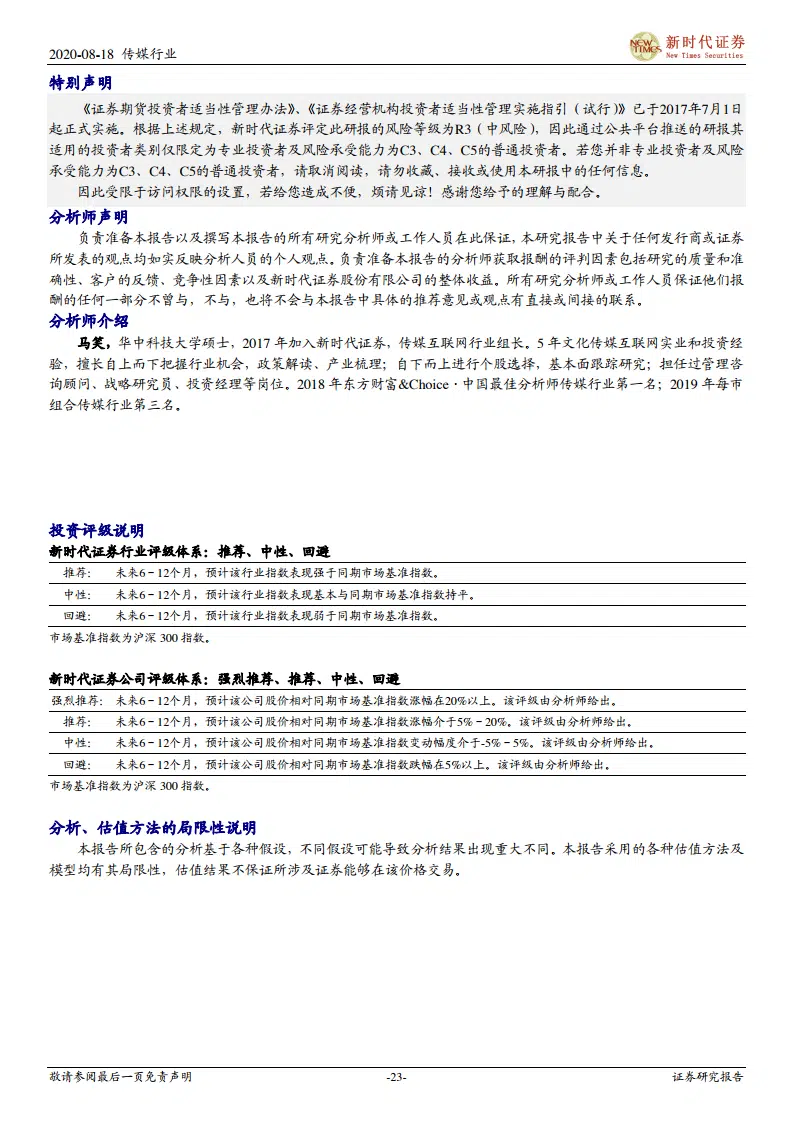 2020-08-18 传媒行业
NEW TIMES
新时代证券
New Times Securities
特别声明
《证券期货投资者适当性管理办法》、《证券经营机构投资者适当性管理实施指引（试行）》已于2017年7月1日
起正式实施。根据上述规定，新时代证券评定此研报的风险等级为R3（中风险），因此通过公共平台推送的研报其
适用的投资者类别仅限定为专业投资者及风险承受能力为C3、C4、C5的普通投资者。若您并非专业投资者及风险
承受能力为C3、C4、C5的普通投资者，请取消阅读，请勿收藏、接收或使用本研报中的任何信息。
因此受限于访问权限的设置，若给您造成不便，烦请见谅！感谢您给予的理解与配合。
分析师声明
负责准备本报告以及撰写本报告的所有研究分析师或工作人员在此保证，本研究报告中关于任何发行商或证券
所发表的观点均如实反映分析人员的个人观点。负责准备本报告的分析师获取报酬的评判因素包括研究的质量和准
确性、客户的反馈、竞争性因素以及新时代证券股份有限公司的整体收益。所有研究分析师或工作人员保证他们报
酬的任何一部分不曾与，不与，也将不会与本报告中具体的推荐意见或观点有直接或间接的联系。
分析师介绍
马笑，华中科技大学硕士，2017 年加入新时代证券，传媒互联网行业组长。5 年文化传媒互联网实业和投资经
验，擅长自上而下把握行业机会，政策解读、产业梳理；自下而上进行个股选择，基本面跟踪研究；担任过管理咨
询顾问、战略研究员、投资经理等岗位。2018 年东方财富&Choice·中国最佳分析师传媒行业第一名；2019 年每市
组合传媒行业第三名。
投资评级说明
新时代证券行业评级体系：推荐、中性、回避
推荐： 未来6－12个月，预计该行业指数表现强于同期市场基准指数。
中性： 未来6－12个月，预计该行业指数表现基本与同期市场基准指数持平。
回避： 未来6－12个月，预计该行业指数表现弱于同期市场基准指数。
市场基准指数为沪深 300 指数。
新时代证券公司评级体系：强烈推荐、推荐、中性、回避
强烈推荐： 未来6－12个月，预计该公司股价相对同期市场基准指数涨幅在20%以上。该评级由分析师给出。
推荐： 未来6－12个月，预计该公司股价相对同期市场基准指数涨幅介于5%－20%。该评级由分析师给出。
中性： 未来6－12个月，预计该公司股价相对同期市场基准指数变动幅度介于-5%－5%。该评级由分析师给出。
回避： 未来6－12个月，预计该公司股价相对同期市场基准指数跌幅在5%以上。该评级由分析师给出。
市场基准指数为沪深 300 指数。
分析、估值方法的局限性说明
本报告所包含的分析基于各种假设，不同假设可能导致分析结果出现重大不同。本报告采用的各种估值方法及
模型均有其局限性，估值结果不保证所涉及证券能够在该价格交易。
敬请参阅最后一页免责声明
-23-
证券研究报告